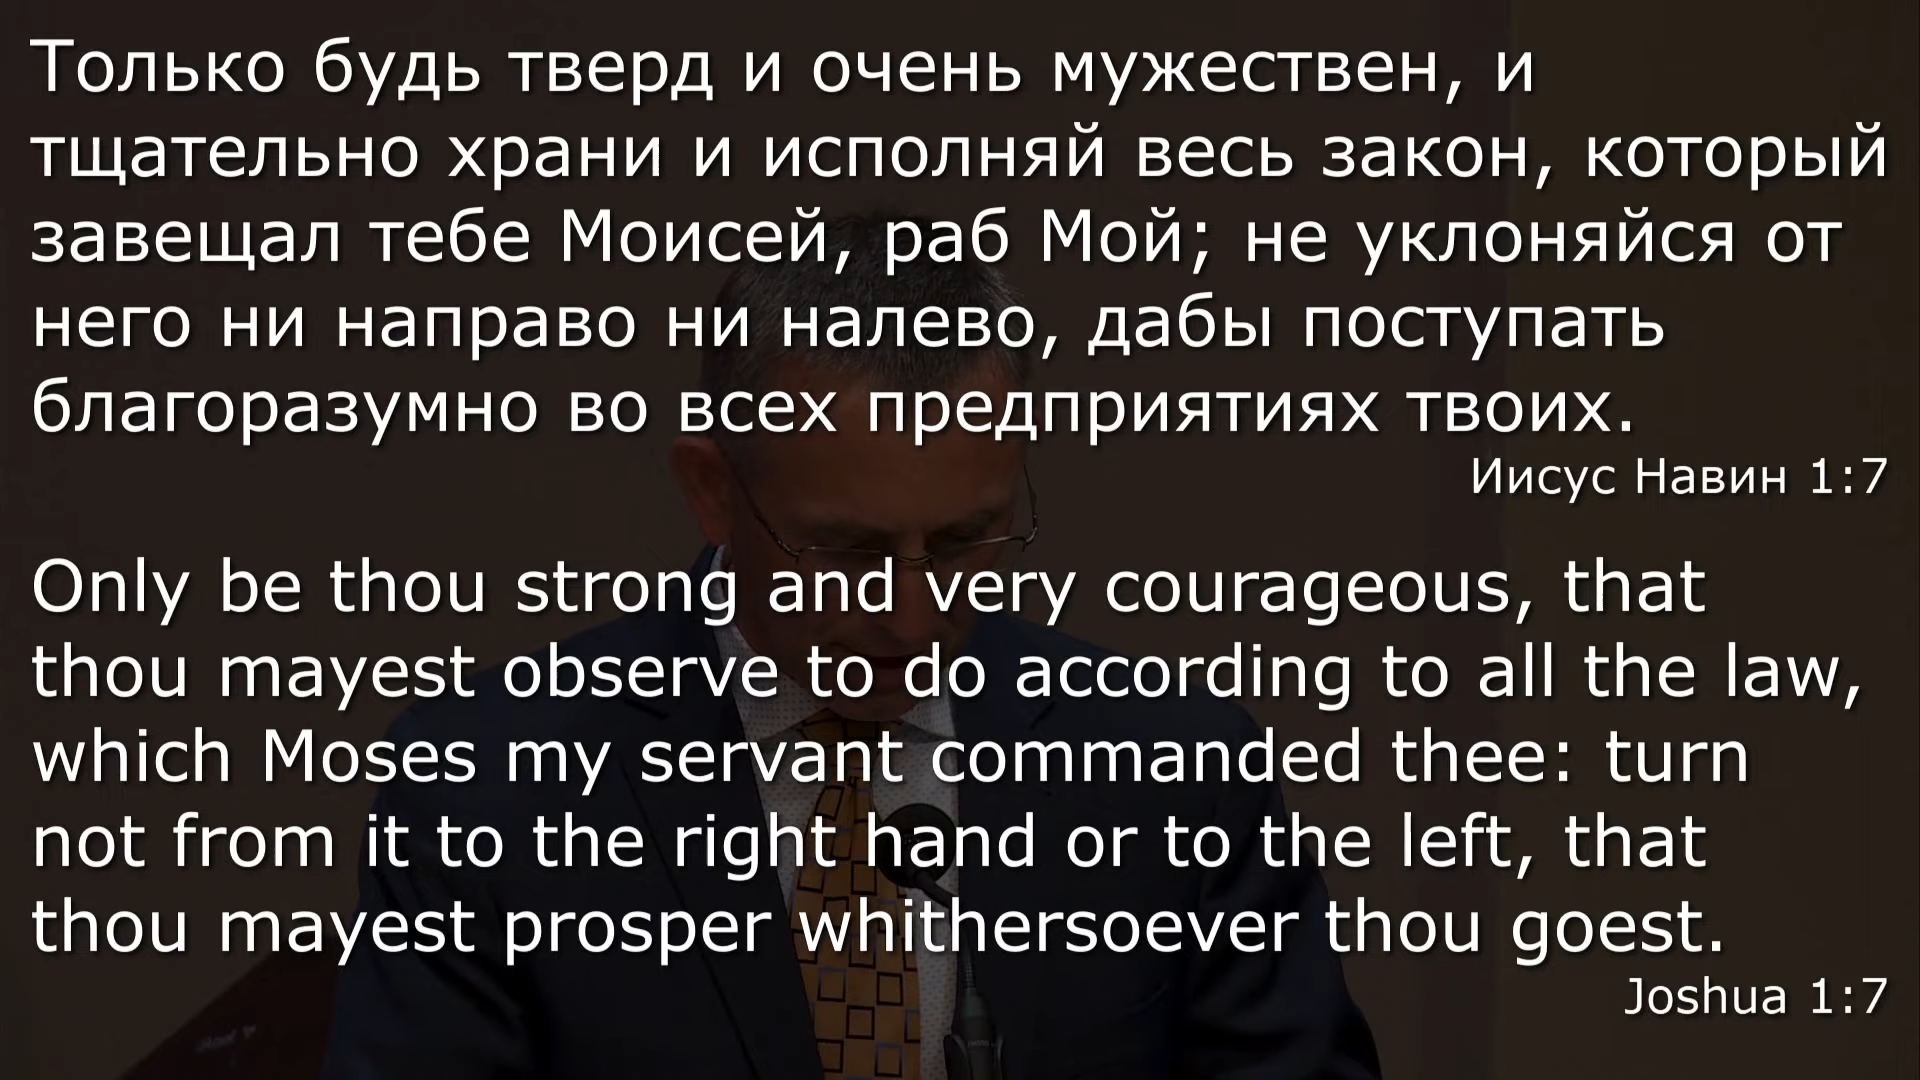 Только будь тверд и очень мужествен, и
тщательно храни и исполняй весь закон, который
завещал тебе Моисей, раб Мой; не уклоняйся от
него ни направо ни налево, дабы поступать
благоразумно во всех предприятиях твоих.
Иисус Навин 1:7
Only be thou strong and very courageous, that
thou mayest observe to do according to all the law,
which Moses my servant commanded thee: turn
not from it to the right hand or to the left, that
thou mayest prosper whithersoever thou goest.
Joshua 1:7